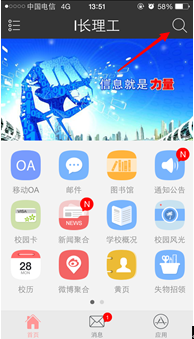 中国电信 4G 13:51 58%
I长理工
信息就是力量
OA N
移动OA 邮件 图书馆 通知公告
VISA NEWS N
校园卡 新闻聚合 学校概况 校园风光
28
校历 微博聚合 黄页 失物招领
1
首页 消息 应用